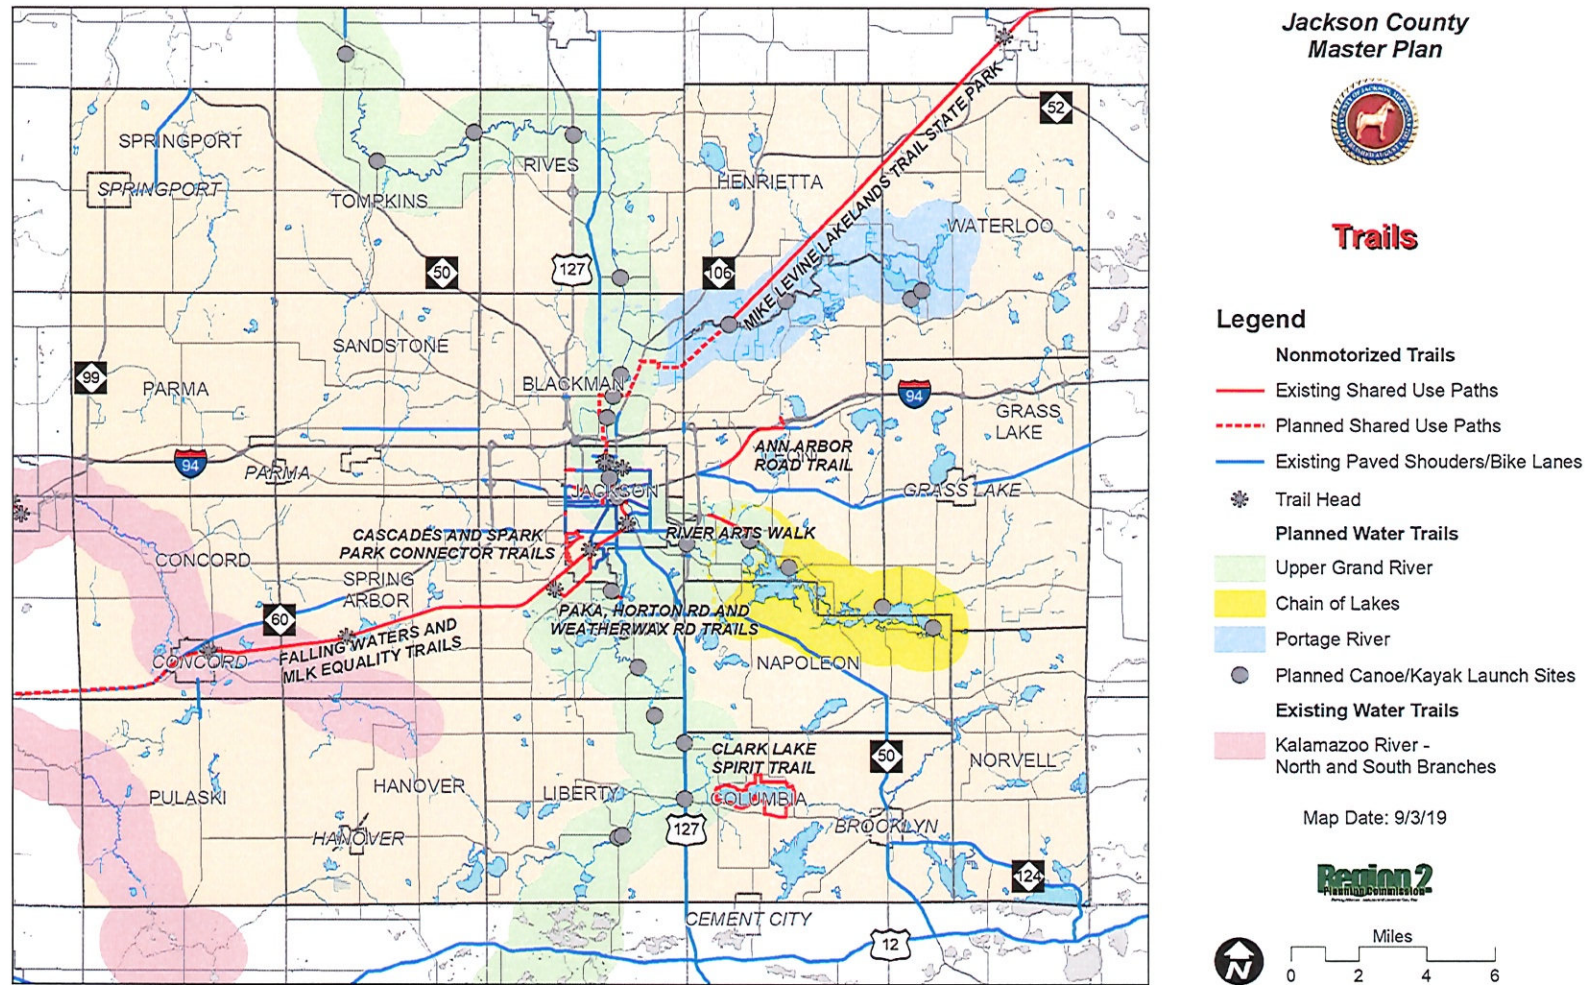 Jackson County
Master Plan
Trails
Legend
Nonmotorized Trails
Existing Shared Use Paths
Planned Shared Use Paths
Existing Paved Shouders/Bike Lanes
Trail Head
Planned Water Trails
Upper Grand River
Chain of Lakes
Portage River
Planned Canoe/Kayak Launch Sites
Existing Water Trails
Kalamazoo River -
North and South Branches
Map Date: 9/3/19
Region 2
Planning Commission
N
Miles
0 2 4 6
52
SPRINGPORT
SPRINGPORT
TOMPKINS
RIVES
HENRIETTA
WATERLOO
MIKE LEVINE LAKELANDS TRAIL STATE PARK
50
127
106
SANDSTONE
99
PARMA
BLACKMAN
94
GRASS
LAKE
ANN ARBOR
ROAD TRAIL
94
PARMA
JACKSON
GRASS LAKE
CASCADES AND SPARK
PARK CONNECTOR TRAILS
RIVER ARTS WALK
CONCORD
SPRING
ARBOR
60
PAKA, HORTON RD AND
WEATHERWAX RD TRAILS
FALLING WATERS AND
MLK EQUALITY TRAILS
CONCORD
NAPOLEON
CLARK LAKE
SPIRIT TRAIL
50
NORVELL
PULASKI
HANOVER
LIBERTY
COLUMBIA
HANOVER
127
BROOKLYN
124
CEMENT CITY
12